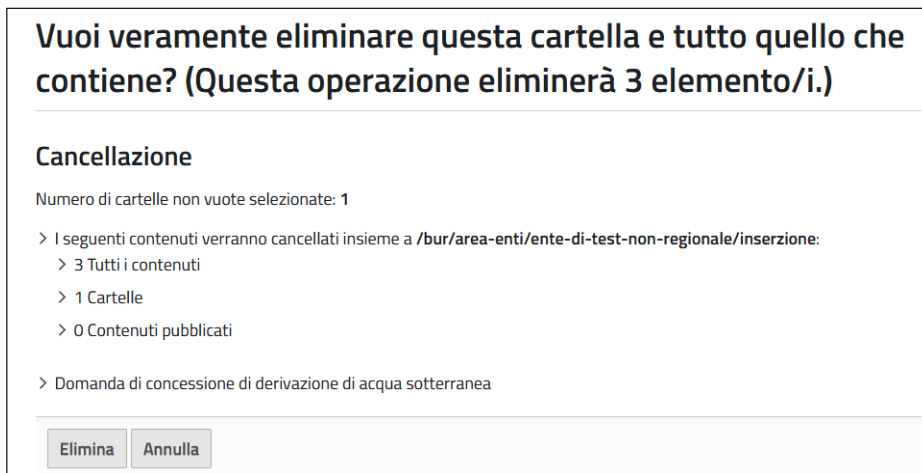 Vuoi veramente eliminare questa cartella e tutto quello che
contiene? (Questa operazione eliminerà 3 elemento/i.)
Cancellazione
Numero di cartelle non vuote selezionate: 1
> I seguenti contenuti verranno cancellati insieme a /bur/area-enti/ente-di-test-non-regionale/inserzione:
> 3 Tutti i contenuti
> 1 Cartelle
> 0 Contenuti pubblicati
> Domanda di concessione di derivazione di acqua sotterranea
Elimina Annulla